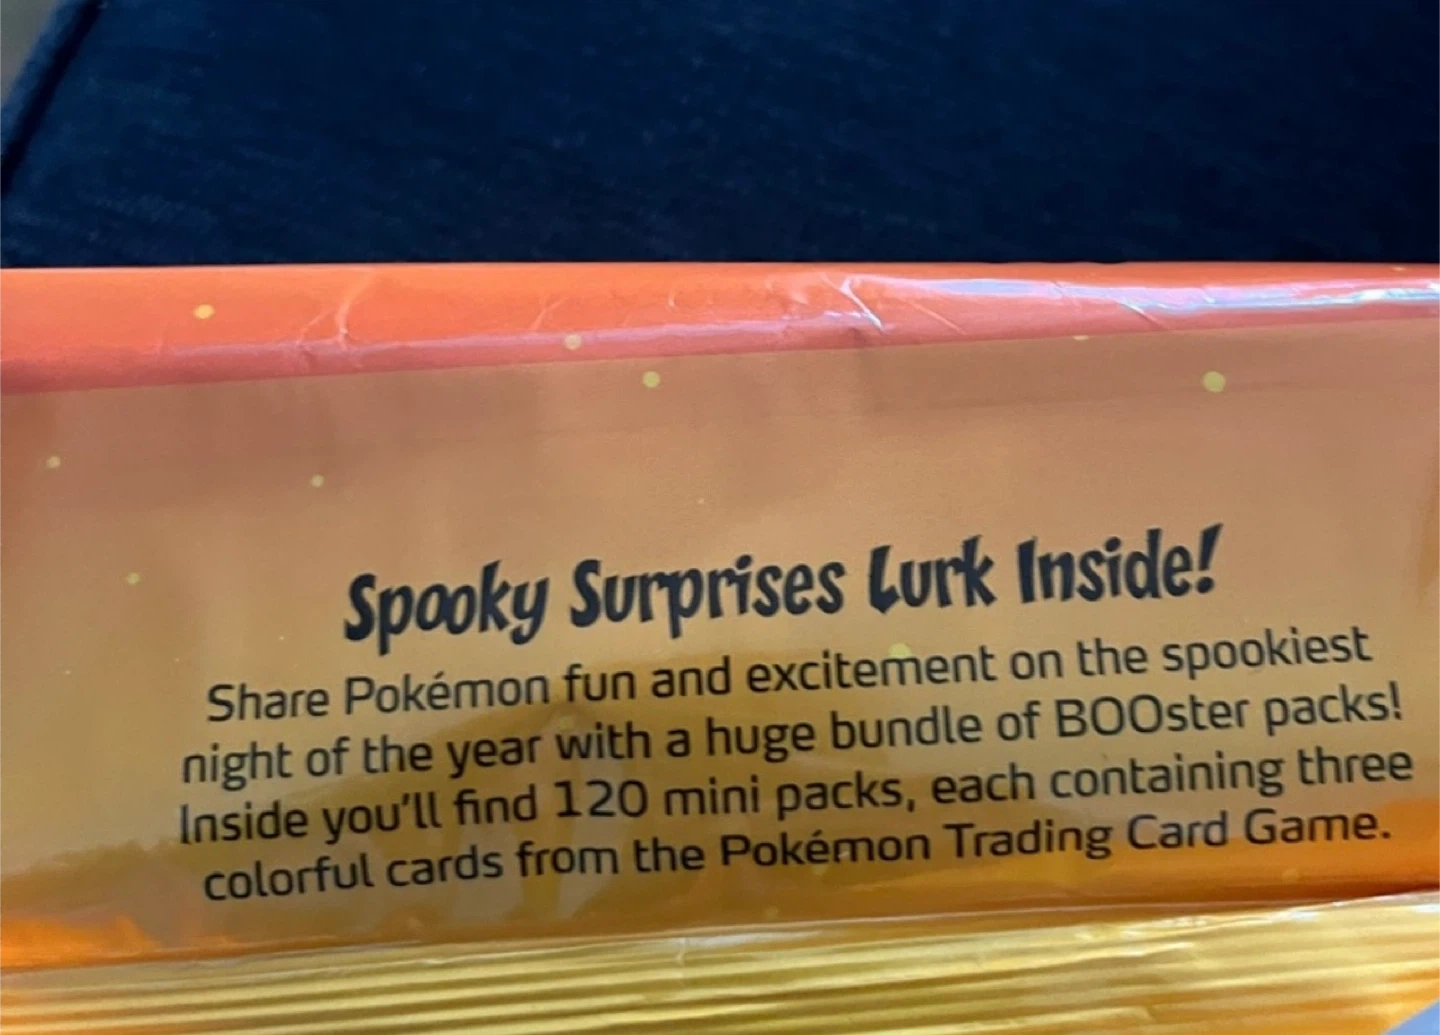 Spooky Surprises Lurk Inside!
Share Pokémon fun and excitement on the spookiest
night of the year with a huge bundle of BOOster packs!
Inside you'll find 120 mini packs, each containing three
colorful cards from the Pokémon Trading Card Game.